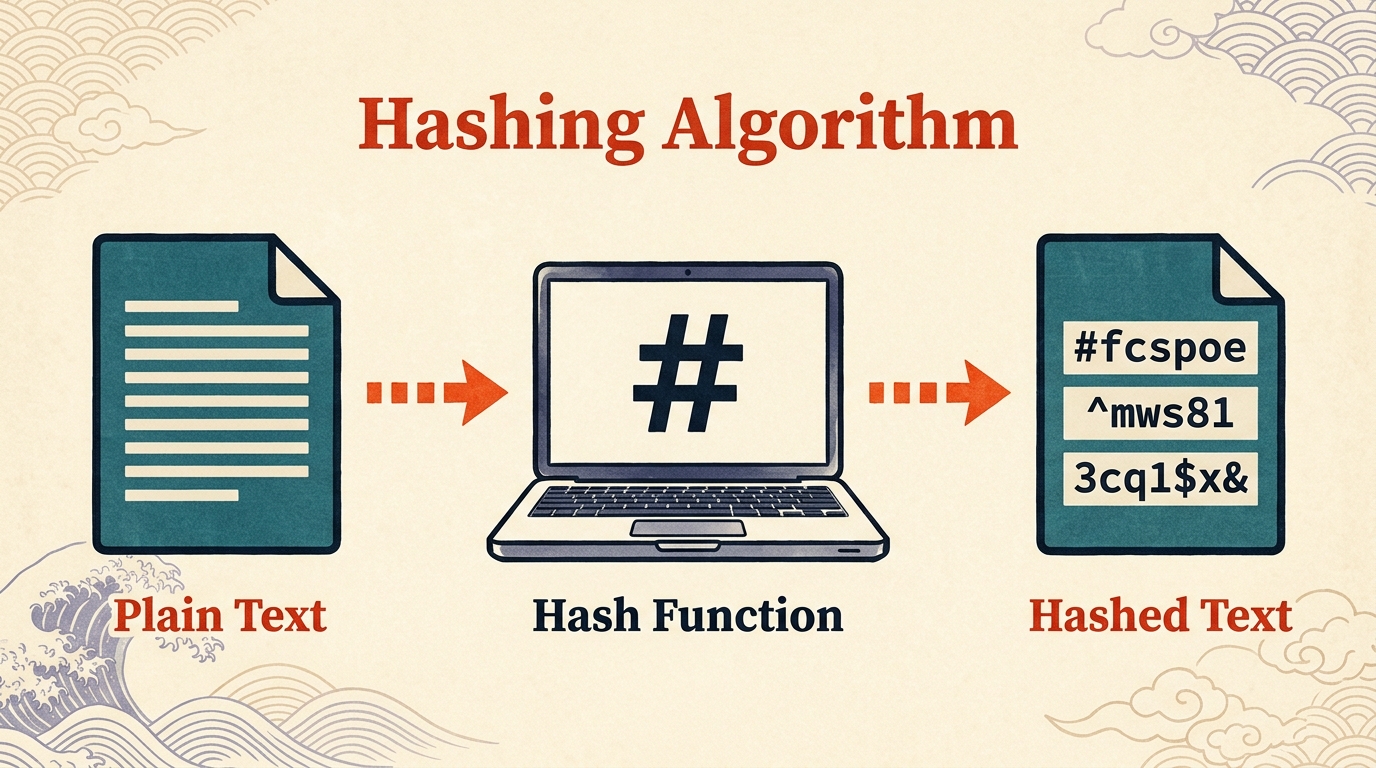 Hashing Algorithm
#
#fcspoe
^mws81
3cq1$x&
Plain Text
Hash Function
Hashed Text